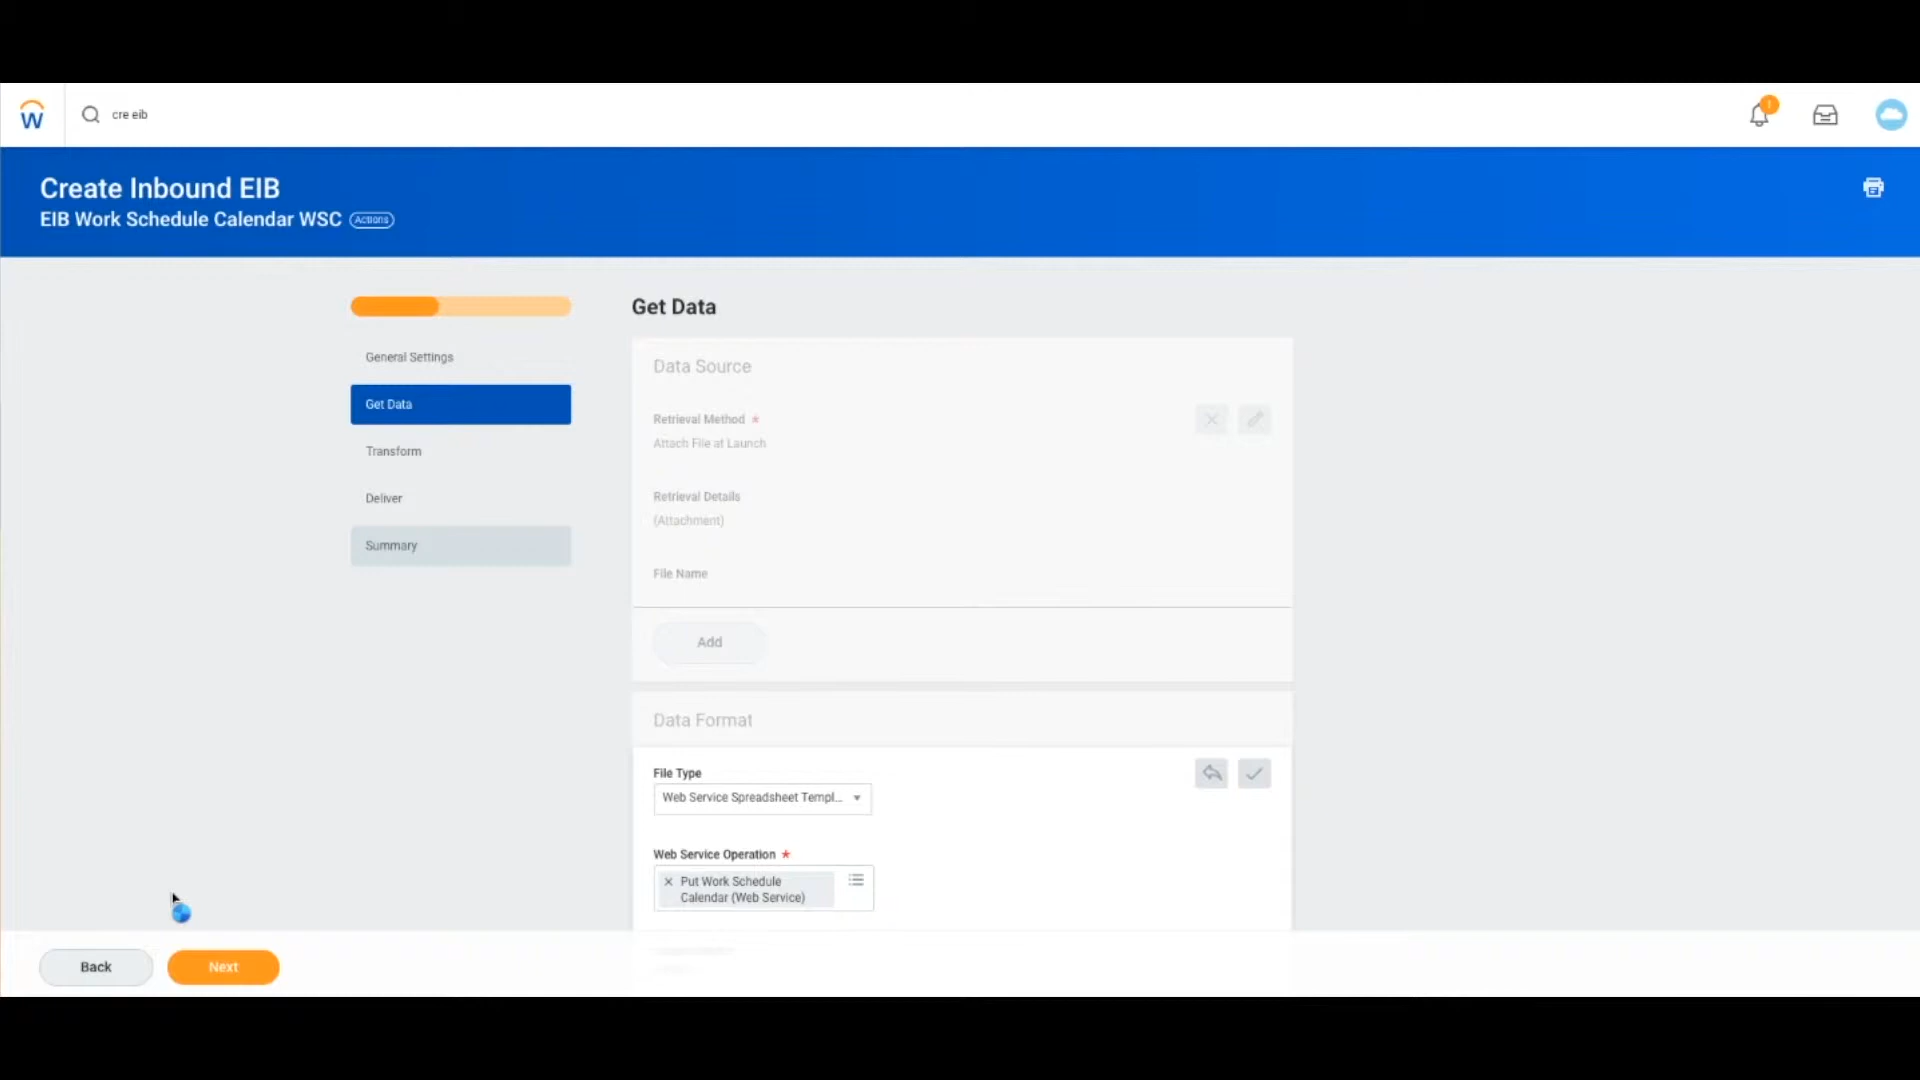 W
cre eib
1
Create Inbound EIB
EIB Work Schedule Calendar WSC Actions
General Settings
Get Data
Transform
Deliver
Summary
Get Data
Data Source
Retrieval Method *
Attach File at Launch
Retrieval Details
(Attachment)
File Name
Add
Data Format
File Type
Web Service Spreadsheet Templ...
Web Service Operation *
Put Work Schedule
Calendar (Web Service)
Back
Next